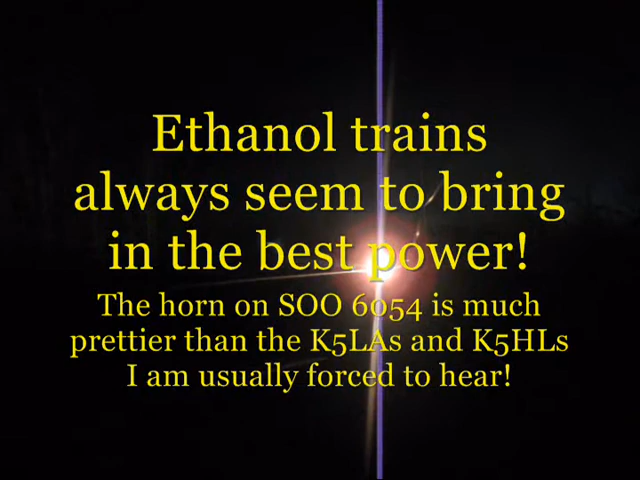 Ethanol trains
always seem to bring
in the best power!
The horn on SOO 6054 is much
prettier than the K5LAs and K5HLs
I am usually forced to hear!